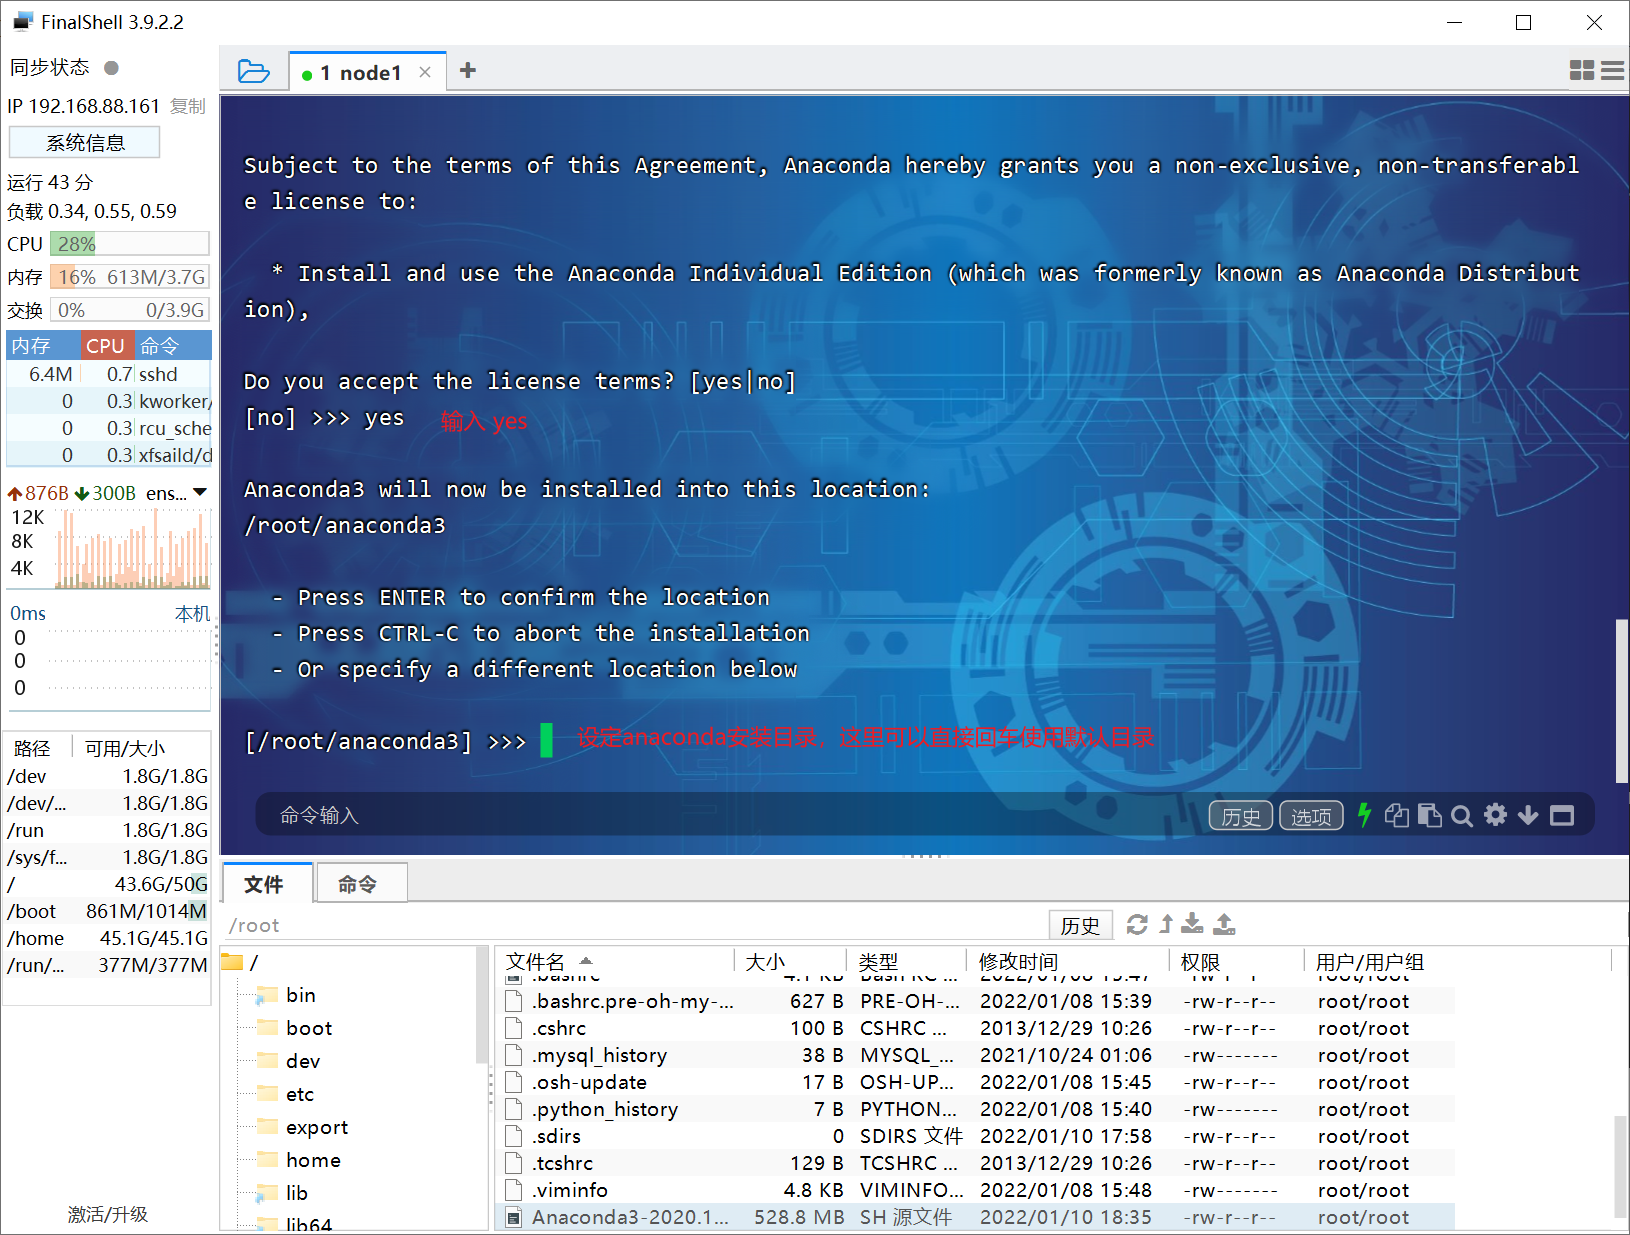 FinalShell 3.9.2.2
同步状态
IP 192.168.88.161 复制
系统信息
运行 43 分
负载 0.34, 0.55, 0.59
CPU 28%
内存 16% 613M/3.7G
交换 0% 0/3.9G
内存 CPU 命令
6.4M 0.7 sshd
0 0.3 kworker/
0 0.3 rcu_sche
0 0.3 xfsaild/d
876B 300B ens...
12K
8K
4K
0ms 本机
0
0
0
路径 可用/大小
/dev 1.8G/1.8G
/dev/... 1.8G/1.8G
/run 1.8G/1.8G
/sys/f... 1.8G/1.8G
/ 43.6G/50G
/boot 861M/1014M
/home 45.1G/45.1G
/run/... 377M/377M
激活/升级
1 node1
Subject to the terms of this Agreement, Anaconda hereby grants you a non-exclusive, non-transferabl
e license to:
* Install and use the Anaconda Individual Edition (which was formerly known as Anaconda Distribut
ion),
Do you accept the license terms? [yes|no]
[no] >>> yes 输入 yes
Anaconda3 will now be installed into this location:
/root/anaconda3
- Press ENTER to confirm the location
- Press CTRL-C to abort the installation
- Or specify a different location below
[/root/anaconda3] >>> 设定anaconda安装目录，这里可以直接回车使用默认目录
命令输入 历史 选项
文件 命令
/root 历史
/
bin
boot
dev
etc
export
home
lib
lib64
文件名 大小 类型 修改时间 权限 用户/用户组
.bashrc 4.1 KB Bash RC ... 2022/01/08 15:47 -rw-r--r-- root/root
.bashrc.pre-oh-my-... 627 B PRE-OH-... 2022/01/08 15:39 -rw-r--r-- root/root
.cshrc 100 B CSHRC ... 2013/12/29 10:26 -rw-r--r-- root/root
.mysql_history 38 B MYSQL_... 2021/10/24 01:06 -rw------- root/root
.osh-update 17 B OSH-UP... 2022/01/08 15:45 -rw-r--r-- root/root
.python_history 7 B PYTHON... 2022/01/08 15:40 -rw------- root/root
.sdirs 0 SDIRS 文件 2022/01/10 17:58 -rw-r--r-- root/root
.tcshrc 129 B TCSHRC ... 2013/12/29 10:26 -rw-r--r-- root/root
.viminfo 4.8 KB VIMINFO... 2022/01/08 15:48 -rw------- root/root
Anaconda3-2020.1... 528.8 MB SH 源文件 2022/01/10 18:35 -rw-r--r-- root/root